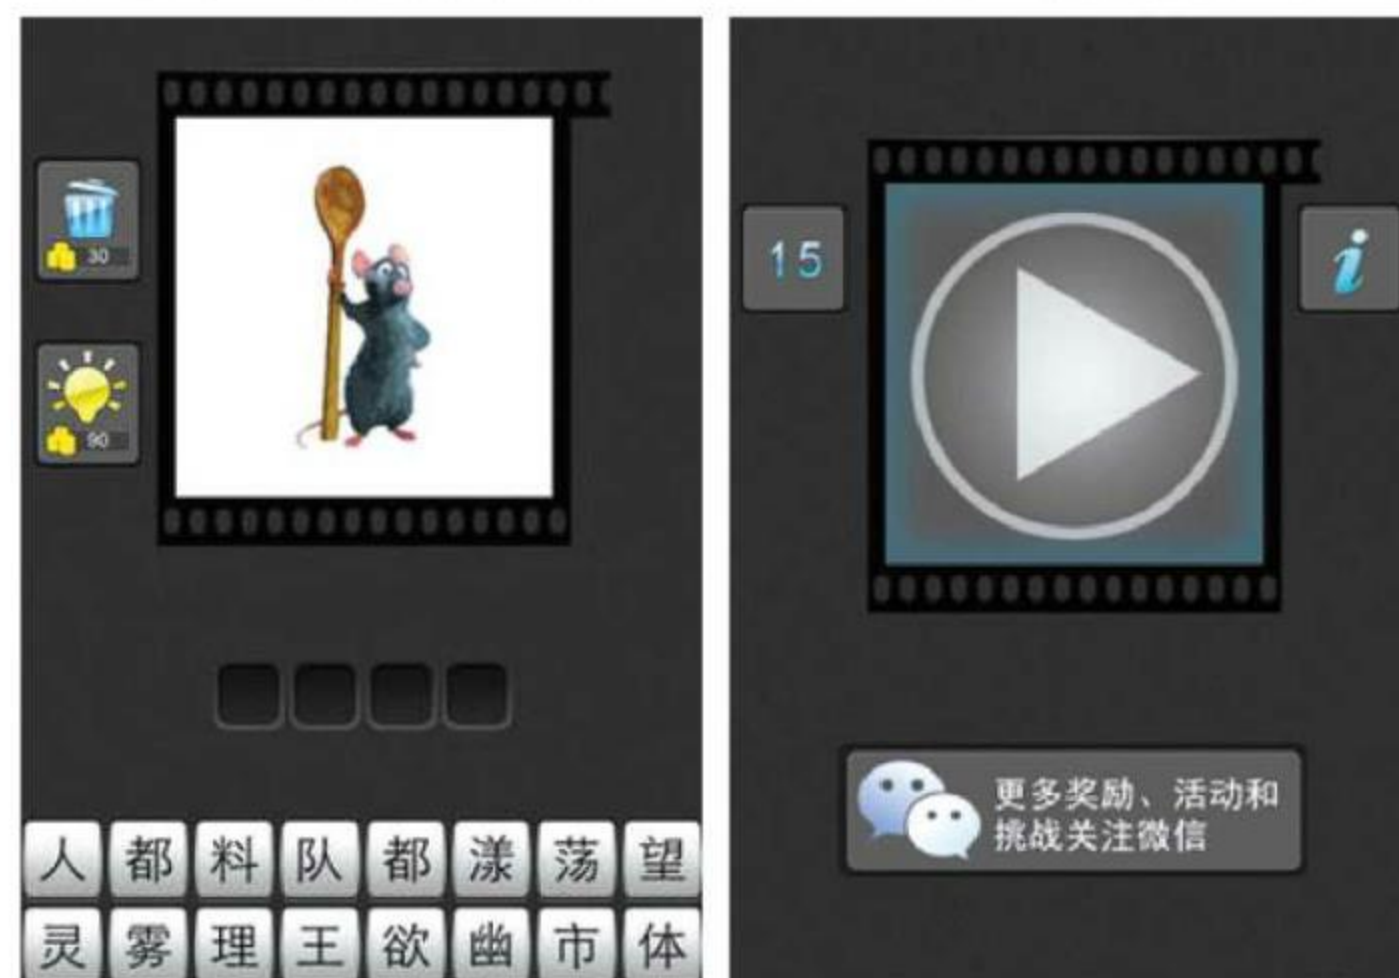 30
90
人 都 料 队 都 漾 荡 望
灵 雾 理 王 欲 幽 市 体
15
i
更多奖励、活动和
挑战关注微信